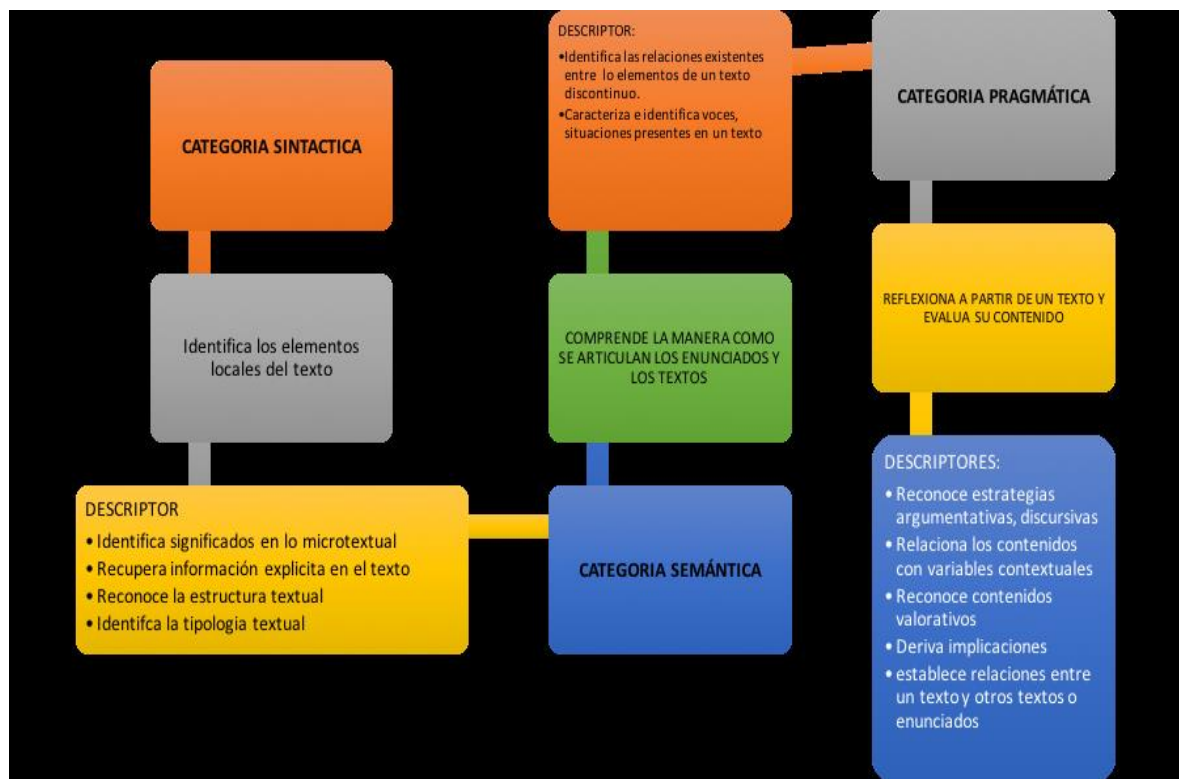 CATEGORIA SINTACTICA
Identifica los elementos
locales del texto
DESCRIPTOR
• Identifica significados en lo microtextual
• Recupera información explicita en el texto
• Reconoce la estructura textual
• Identifca la tipologia textual
CATEGORIA SEMÁNTICA
COMPRENDE LA MANERA COMO
SE ARTICULAN LOS ENUNCIADOS Y
LOS TEXTOS
DESCRIPTOR:
•Identifica las relaciones existentes
entre lo elementos de un texto
discontinuo.
•Caracteriza e identifica voces,
situaciones presentes en un texto
CATEGORIA PRAGMÁTICA
REFLEXIONA A PARTIR DE UN TEXTO Y
EVALUA SU CONTENIDO
DESCRIPTORES:
• Reconoce estrategias
argumentativas, discursivas
• Relaciona los contenidos
con variables contextuales
• Reconoce contenidos
valorativos
• Deriva implicaciones
• establece relaciones entre
un texto y otros textos o
enunciados